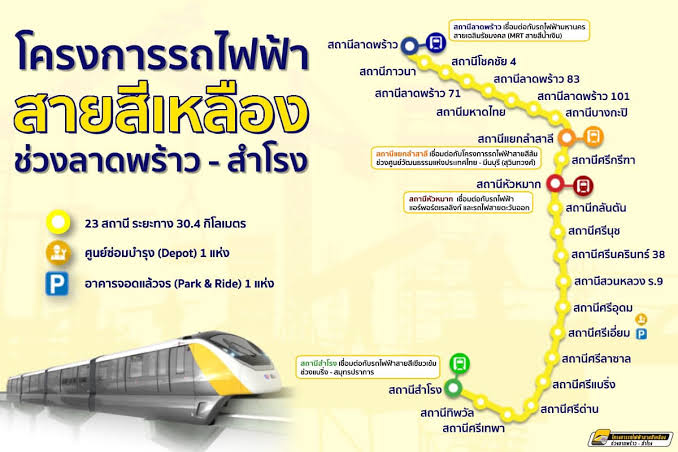 โครงการรถไฟฟ้า
สายสีเหลือง
ช่วงลาดพร้าว - สำโรง
23 สถานี ระยะทาง 30.4 กิโลเมตร
ศูนย์ซ่อมบำรุง (Depot) 1 แห่ง
P
อาคารจอดแล้วจร (Park & Ride) 1 แห่ง
สถานีลาดพร้าว
สถานีลาดพร้าว เชื่อมต่อกับรถไฟฟ้ามหานคร
สายเฉลิมรัชมงคล (MRT สายสีน้ำเงิน)
สถานีภาวนา
สถานีโชคชัย 4
สถานีลาดพร้าว 71
สถานีลาดพร้าว 83
สถานีมหาดไทย
สถานีลาดพร้าว 101
สถานีบางกะปิ
สถานีแยกลำสาลี
สถานีแยกลำสาลี เชื่อมต่อกับโครงการรถไฟฟ้าสายสีส้ม
ช่วงศูนย์วัฒนธรรมแห่งประเทศไทย - มีนบุรี (สุวินทวงศ์)
สถานีศรีกรีฑา
สถานีหัวหมาก
สถานีหัวหมาก เชื่อมต่อกับรถไฟฟ้า
แอร์พอร์ตเรลลิงก์ และรถไฟสายตะวันออก
สถานีกลันตัน
สถานีศรีนุช
สถานีศรีนครินทร์ 38
สถานีสวนหลวง ร.9
สถานีศรีอุดม
สถานีศรีเอี่ยม
P
สถานีศรีลาซาล
สถานีศรีแบริ่ง
สถานีศรีด่าน
สถานีศรีเทพา
สถานีทิพวัล
สถานีสำโรง
สถานีสำโรง เชื่อมต่อกับรถไฟฟ้าสายสีเขียวเข้ม
ช่วงแบริ่ง - สมุทรปราการ
โครงการรถไฟฟ้าสายสีเหลือง
ช่วงลาดพร้าว - สำโรง